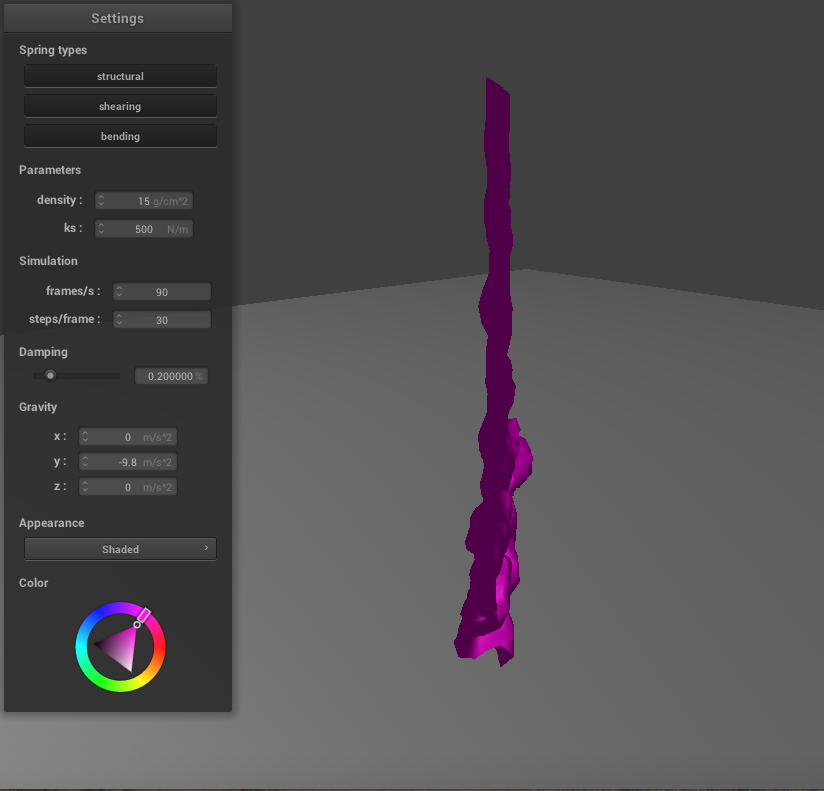 Settings
Spring types
structural
shearing
bending
Parameters
density : 15 g/cm^2
ks : 500 N/m
Simulation
frames/s : 90
steps/frame : 30
Damping
0.200000 %
Gravity
x : 0 m/s^2
y : -9.8 m/s^2
z : 0 m/s^2
Appearance
Shaded
Color